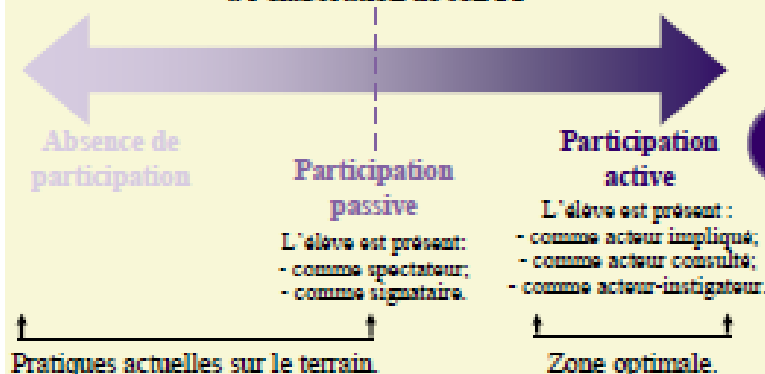 Absence de
participation
Participation
passive
L'élève est présent:
- comme spectateur;
- comme signataire.
Participation
active
L'élève est présent :
- comme acteur impliqué;
- comme acteur consulté;
- comme acteur-instigateur.
Pratiques actuelles sur le terrain.
Zone optimale.